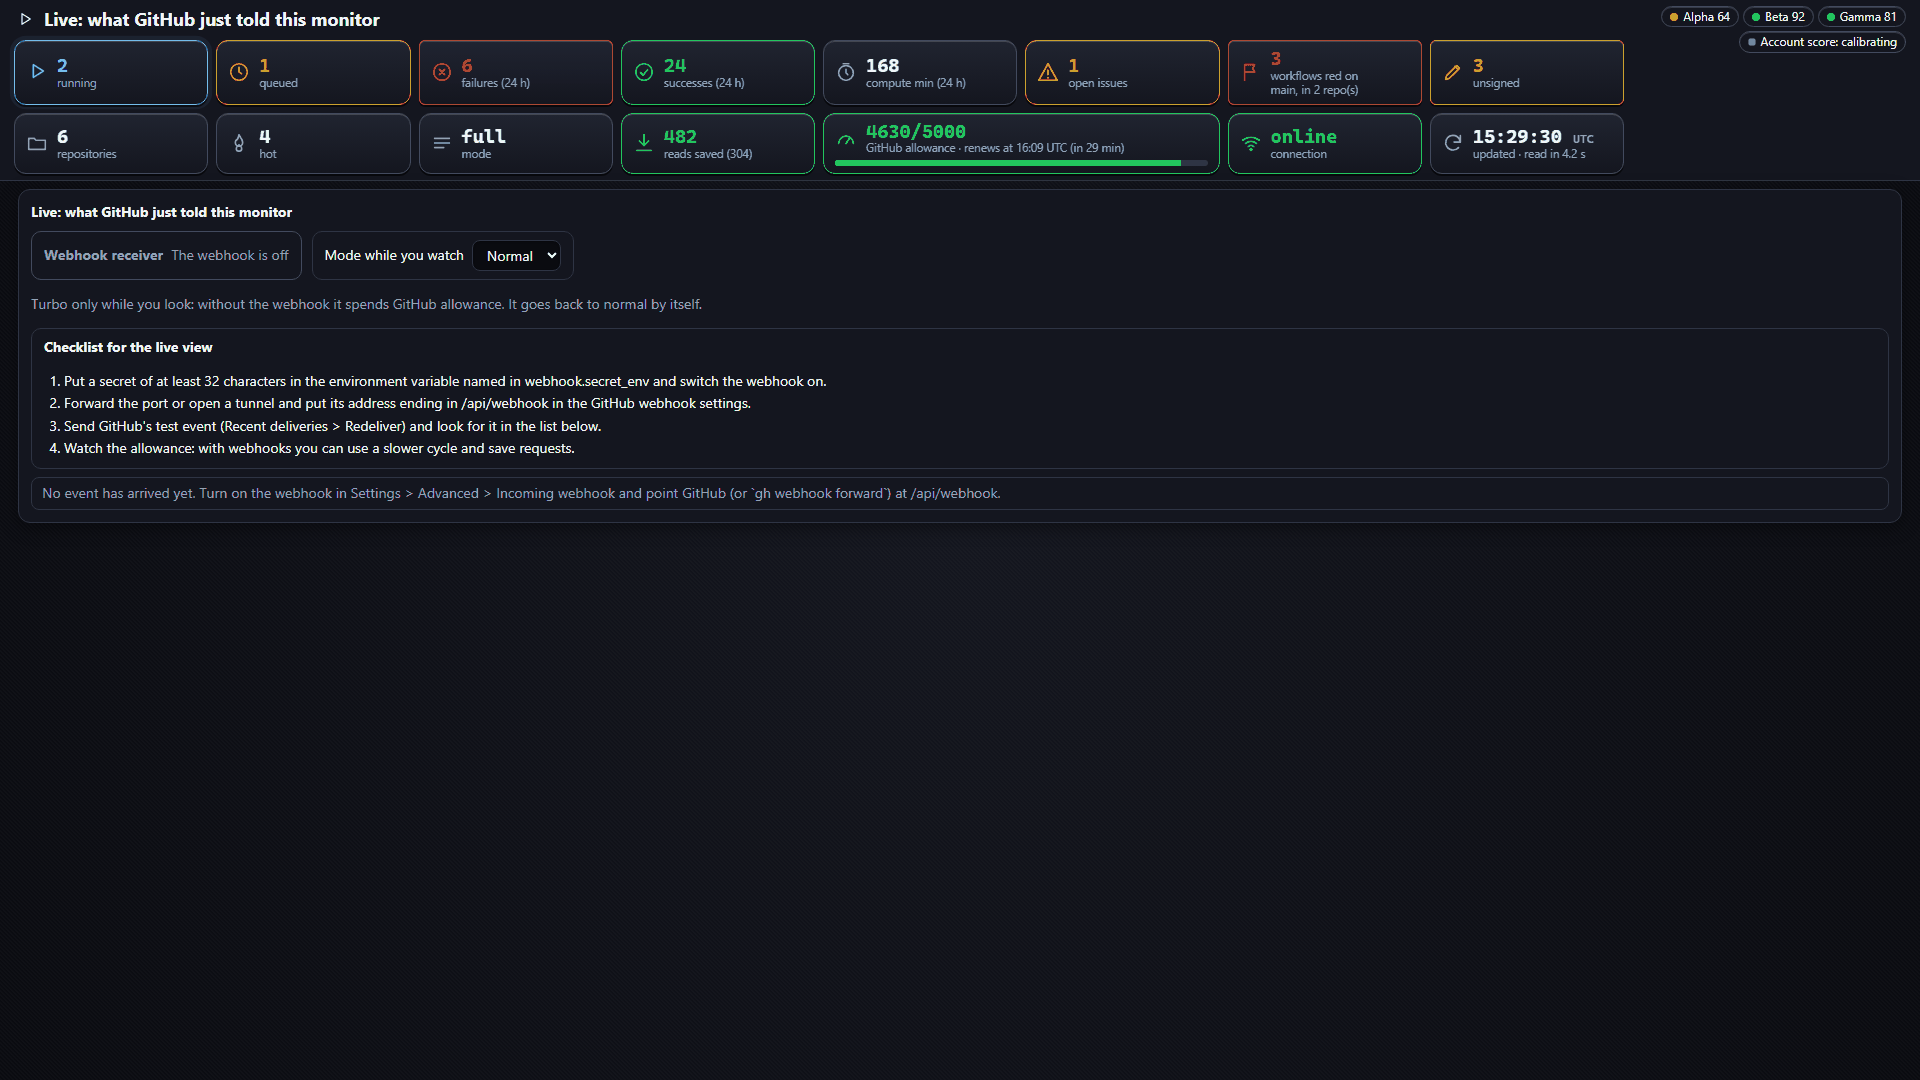 Live: what GitHub just told this monitor
Alpha 64
Beta 92
Gamma 81
Account score: calibrating
2
running
1
queued
6
failures (24 h)
24
successes (24 h)
168
compute min (24 h)
1
open issues
3
workflows red on
main, in 2 repo(s)
3
unsigned
6
repositories
4
hot
full
mode
482
reads saved (304)
4630/5000
GitHub allowance · renews at 16:09 UTC (in 29 min)
online
connection
15:29:30 UTC
updated · read in 4.2 s
Live: what GitHub just told this monitor
Webhook receiver The webhook is off
Mode while you watch Normal
Turbo only while you look: without the webhook it spends GitHub allowance. It goes back to normal by itself.
Checklist for the live view
1. Put a secret of at least 32 characters in the environment variable named in webhook.secret_env and switch the webhook on.
2. Forward the port or open a tunnel and put its address ending in /api/webhook in the GitHub webhook settings.
3. Send GitHub's test event (Recent deliveries > Redeliver) and look for it in the list below.
4. Watch the allowance: with webhooks you can use a slower cycle and save requests.
No event has arrived yet. Turn on the webhook in Settings > Advanced > Incoming webhook and point GitHub (or `gh webhook forward`) at /api/webhook.